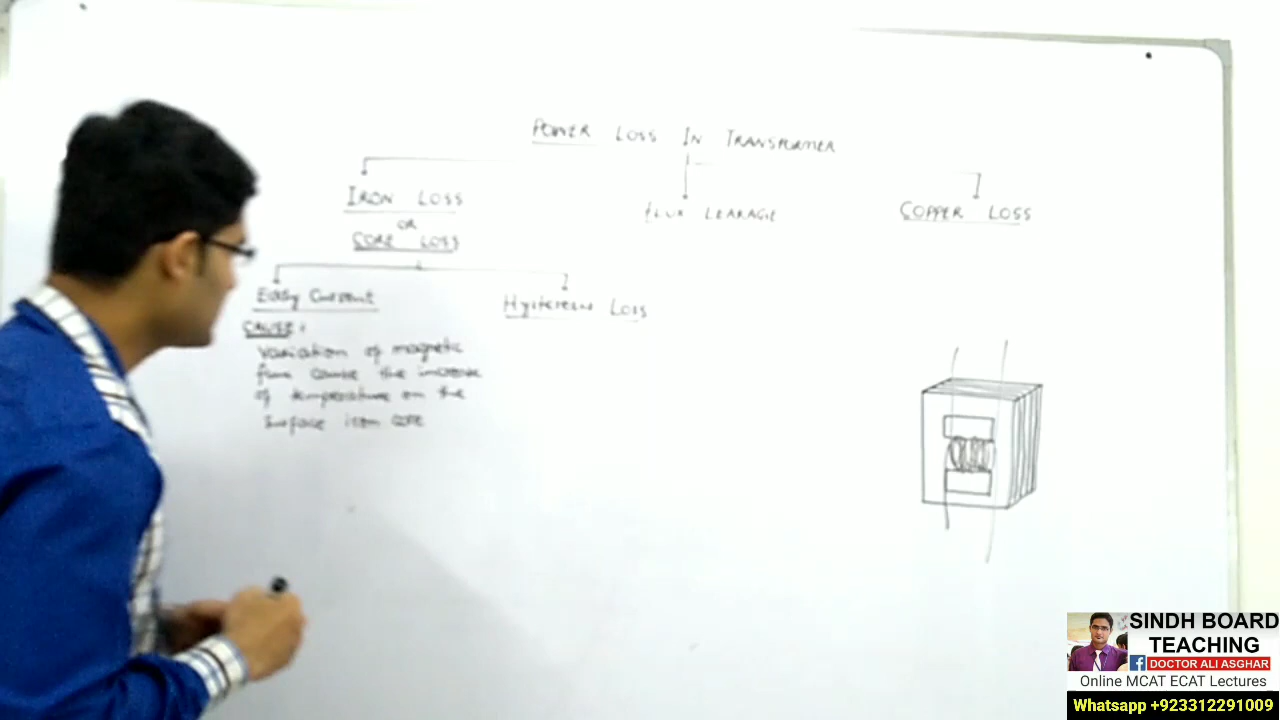 POWER LOSS IN TRANSFORMER
IRON LOSS
OR
CORE LOSS
FLUX LEAKAGE
COPPER LOSS
Eddy Current
Hysteresis Loss
CAUSE:
Variation of magnetic
flux cause the increase
of temperature on the
surface iron core
SINDH BOARD
TEACHING
f DOCTOR ALI ASGHAR
Online MCAT ECAT Lectures
Whatsapp +923312291009